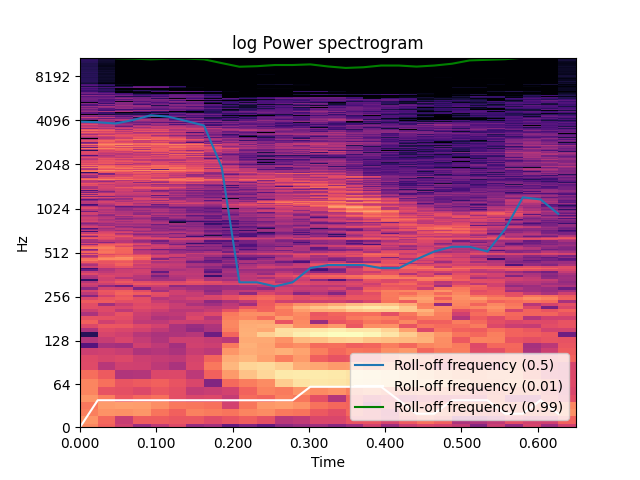 log Power spectrogram
8192
4096
2048
1024
512
256
128
64
0
Hz
Roll-off frequency (0.5)
Roll-off frequency (0.01)
Roll-off frequency (0.99)
0.000 0.100 0.200 0.300 0.400 0.500 0.600
Time